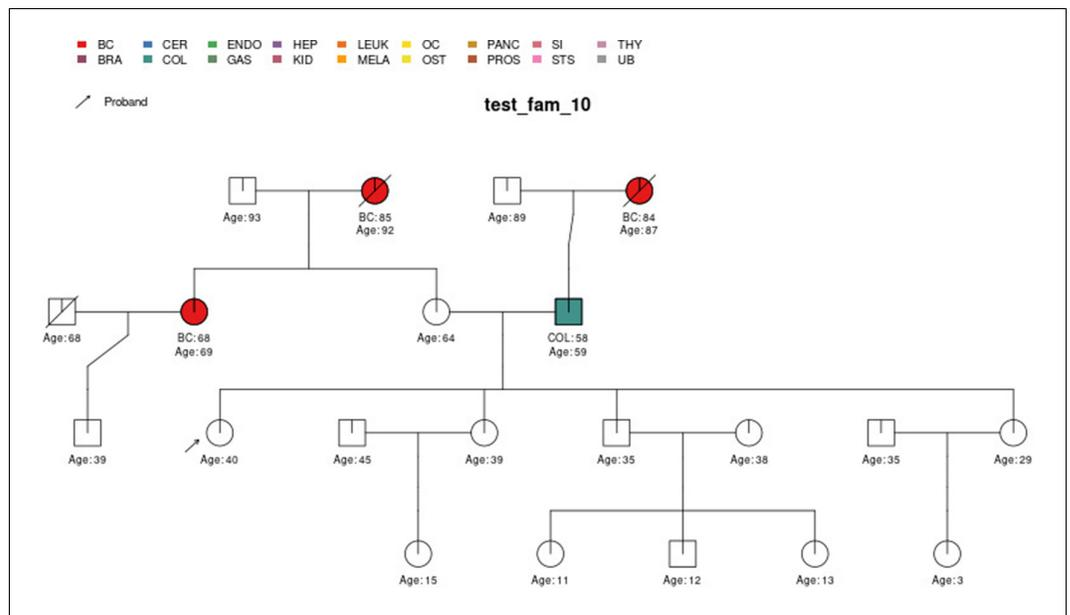 BC CER ENDO HEP LEUK OC PANC SI THY
BRA COL GAS KID MELA OST PROS STS UB
Proband
test_fam_10
Age:93 BC:85 Age:89 BC:84
Age:92 Age:87
Age:68 BC:68 Age:64 COL:58
Age:69 Age:59
Age:39 Age:40 Age:45 Age:39 Age:35 Age:38 Age:35 Age:29
Age:15 Age:11 Age:12 Age:13 Age:3